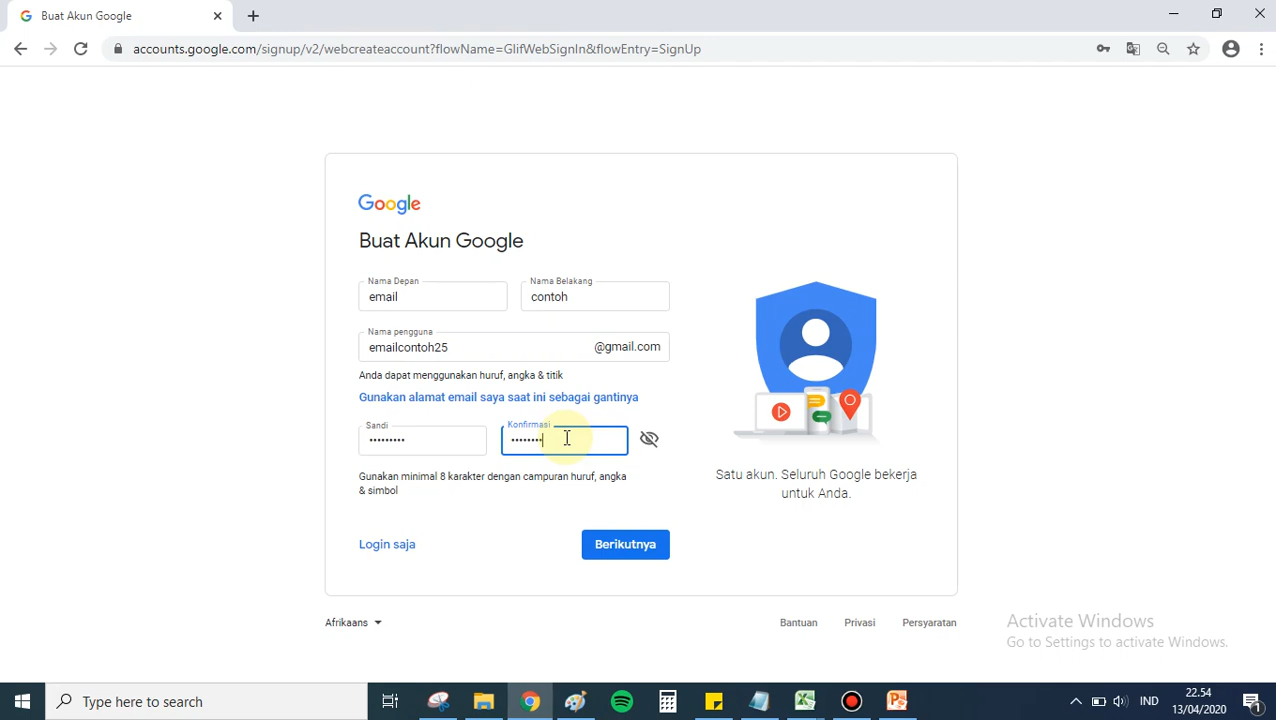 Buat Akun Google
accounts.google.com/signup/v2/webcreateaccount?flowName=GlifWebSignIn&flowEntry=SignUp
Google
Buat Akun Google
Nama Depan
email
Nama Belakang
contoh
Nama pengguna
emailcontoh25
@gmail.com
Anda dapat menggunakan huruf, angka & titik
Gunakan alamat email saya saat ini sebagai gantinya
Sandi
•••••••••
Konfirmasi
••••••••
Gunakan minimal 8 karakter dengan campuran huruf, angka
& simbol
Login saja
Berikutnya
Satu akun. Seluruh Google bekerja
untuk Anda.
Afrikaans
Bantuan
Privasi
Persyaratan
Activate Windows
Go to Settings to activate Windows.
Type here to search
IND
22.54
13/04/2020
1